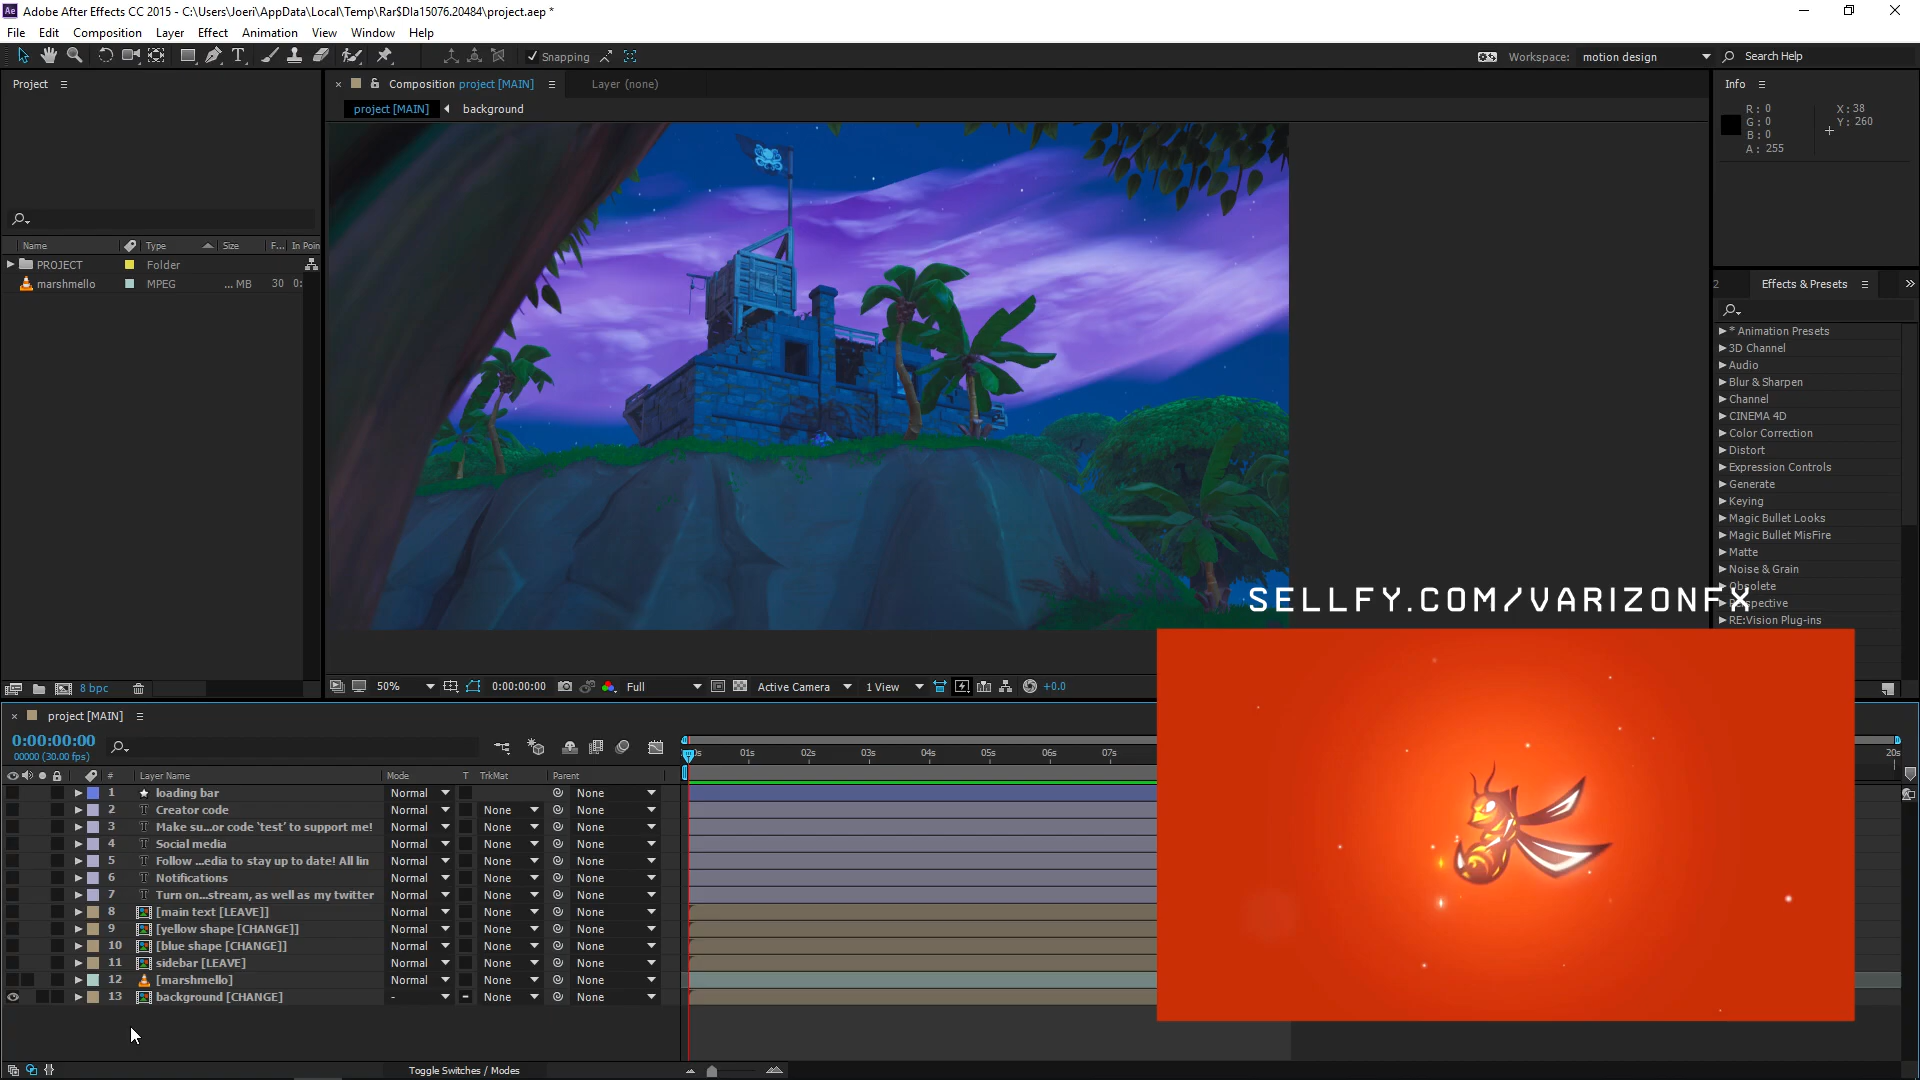 Adobe After Effects CC 2015 - C:\Users\Joeri\AppData\Local\Temp\Rar$DIa15076.20484\project.aep *
File Edit Composition Layer Effect Animation View Window Help
Snapping
Workspace: motion design
Search Help
Project
Composition project [MAIN]
Layer (none)
Info
project [MAIN] background
R: 0
G: 0
B: 0
A: 255
X: 38
Y: 260
Name Type Size F... In Poin
PROJECT Folder
marshmello MPEG ... MB 30 0:
2 Effects & Presets
* Animation Presets
3D Channel
Audio
Blur & Sharpen
Channel
CINEMA 4D
Color Correction
Distort
Expression Controls
Generate
Keying
Magic Bullet Looks
Magic Bullet MisFire
Matte
Noise & Grain
Obsolete
Perspective
RE:Vision Plug-ins
SELLFY.COM/VARIZONFX
8 bpc
50% 0:00:00:00 Full Active Camera 1 View +0.0
project [MAIN]
0:00:00:00
00000 (30.00 fps)
01s 02s 03s 04s 05s 06s 07s 20s
# Layer Name Mode T TrkMat Parent
1 loading bar Normal None
2 Creator code Normal None None
3 Make su...or code 'test' to support me! Normal None None
4 Social media Normal None None
5 Follow ...edia to stay up to date! All lin Normal None None
6 Notifications Normal None None
7 Turn on...stream, as well as my twitter Normal None None
8 [main text [LEAVE]] Normal None None
9 [yellow shape [CHANGE]] Normal None None
10 [blue shape [CHANGE]] Normal None None
11 sidebar [LEAVE] Normal None None
12 [marshmello] Normal None None
13 background [CHANGE] - None None
Toggle Switches / Modes